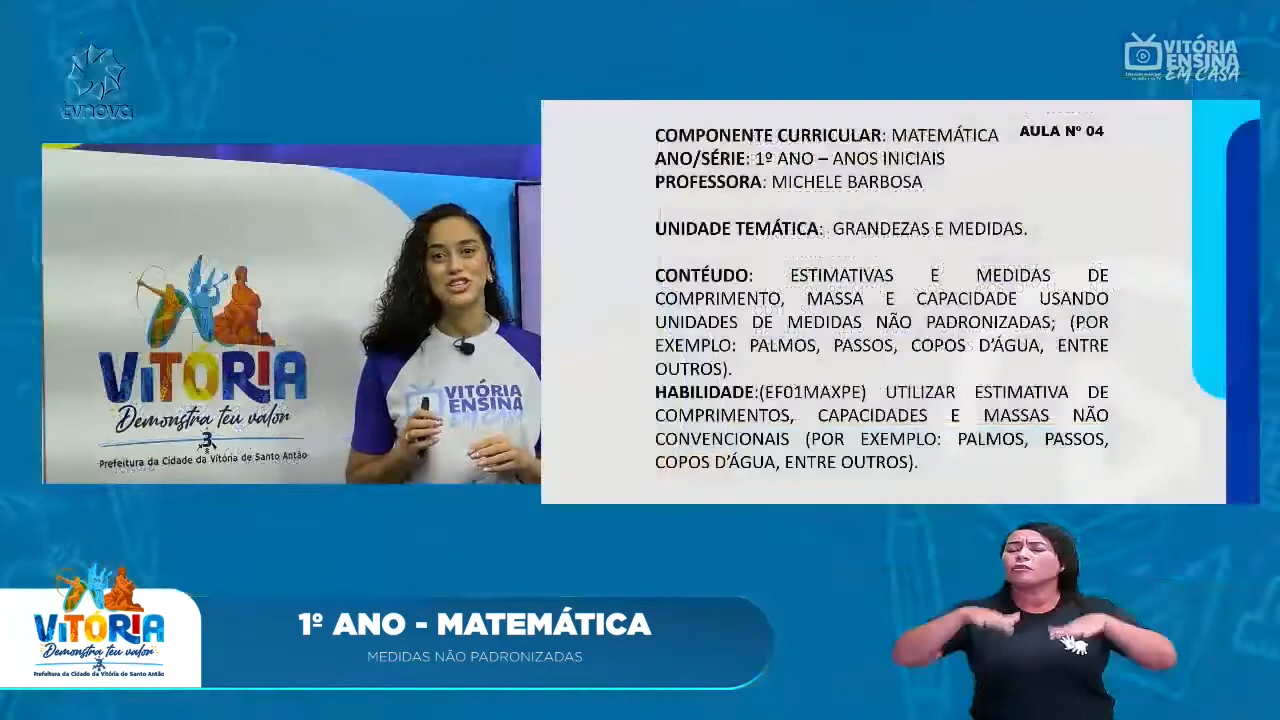 tvnova
VITÓRIA
ENSINA
EM CASA
COMPONENTE CURRICULAR: MATEMÁTICA
AULA Nº 04
ANO/SÉRIE: 1º ANO – ANOS INICIAIS
PROFESSORA: MICHELE BARBOSA
UNIDADE TEMÁTICA: GRANDEZAS E MEDIDAS.
CONTÉUDO: ESTIMATIVAS E MEDIDAS DE
COMPRIMENTO, MASSA E CAPACIDADE USANDO
UNIDADES DE MEDIDAS NÃO PADRONIZADAS; (POR
EXEMPLO: PALMOS, PASSOS, COPOS D'ÁGUA, ENTRE
OUTROS).
HABILIDADE:(EF01MAXPE) UTILIZAR ESTIMATIVA DE
COMPRIMENTOS, CAPACIDADES E MASSAS NÃO
CONVENCIONAIS (POR EXEMPLO: PALMOS, PASSOS,
COPOS D'ÁGUA, ENTRE OUTROS).
VITÓRIA
Demonstra teu valor
Prefeitura da Cidade da Vitória de Santo Antão
VITÓRIA
ENSINA
EM CASA
VITÓRIA
Demonstra teu valor
Prefeitura da Cidade da Vitória de Santo Antão
1º ANO - MATEMÁTICA
MEDIDAS NÃO PADRONIZADAS